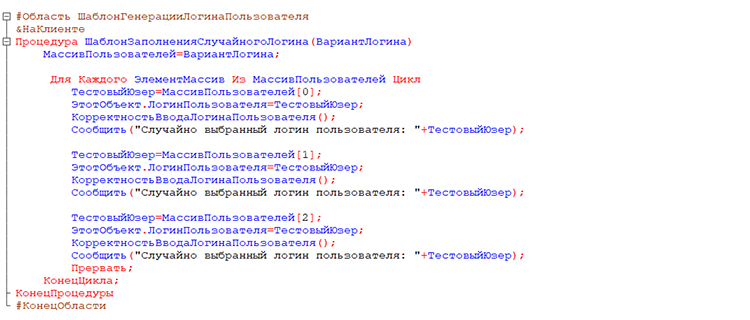 #Область ШаблонГенерацииЛогинаПользователя
&НаКлиенте
Процедура ШаблонЗаполненияСлучайногоЛогина(ВариантЛогина)
МассивПользователей=ВариантЛогина;
Для Каждого ЭлементМассив Из МассивПользователей Цикл
ТестовыйЮзер=МассивПользователей[0];
ЭтотОбъект.ЛогинПользователя=ТестовыйЮзер;
КорректностьВводаЛогинаПользователя();
Сообщить("Случайно выбранный логин пользователя: "+ТестовыйЮзер);
ТестовыйЮзер=МассивПользователей[1];
ЭтотОбъект.ЛогинПользователя=ТестовыйЮзер;
КорректностьВводаЛогинаПользователя();
Сообщить("Случайно выбранный логин пользователя: "+ТестовыйЮзер);
ТестовыйЮзер=МассивПользователей[2];
ЭтотОбъект.ЛогинПользователя=ТестовыйЮзер;
КорректностьВводаЛогинаПользователя();
Сообщить("Случайно выбранный логин пользователя: "+ТестовыйЮзер);
Прервать;
КонецЦикла;
КонецПроцедуры
#КонецОбласти